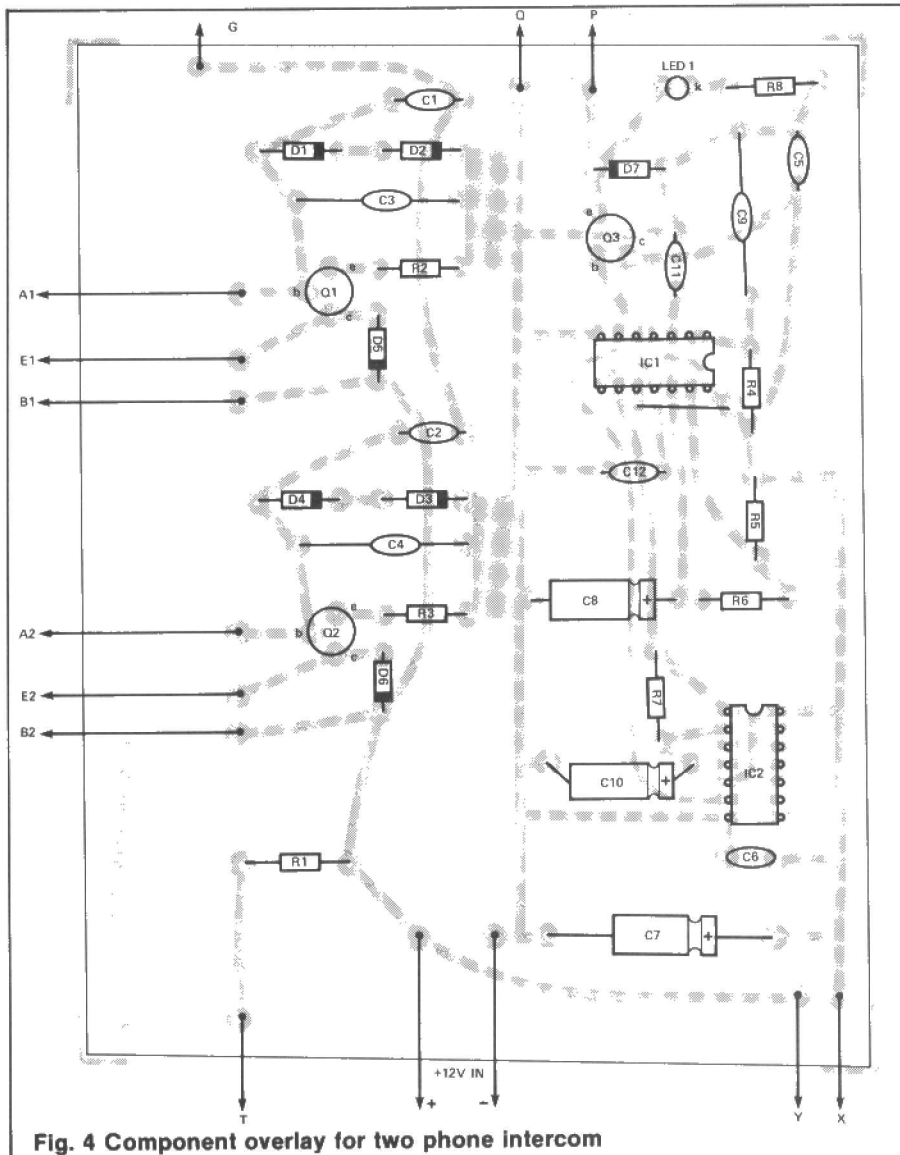 G Q P
LED 1
k
C1 R8
D1 D2 C5
D7
C3 C9
e
Q3
c
b
C11
e R2
A1 b Q1
c
D5
E1 IC1
R4
B1
C2
C12
D4 D3
R5
C4
C8 + R6
e R3
A2 b Q2
c
D6 R7
E2
B2
IC2
C10 +
R1 C6
C7 +
+12V IN
T + − Y X
Fig. 4 Component overlay for two phone intercom